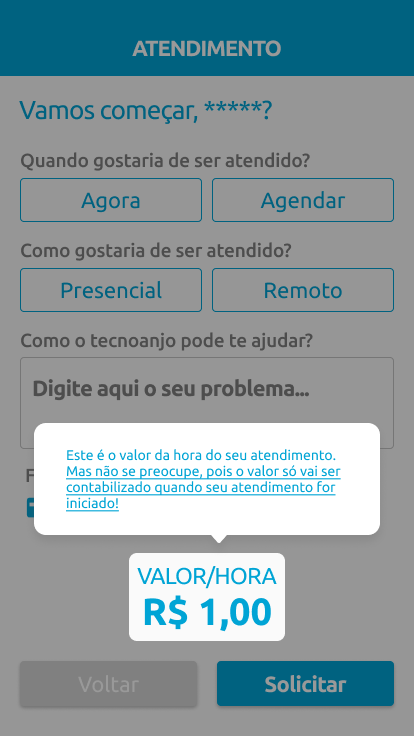 ATENDIMENTO
Vamos começar, *****?
Quando gostaria de ser atendido?
Agora
Agendar
Como gostaria de ser atendido?
Presencial
Remoto
Como o tecnoanjo pode te ajudar?
Digite aqui o seu problema...
Este é o valor da hora do seu atendimento.
Mas não se preocupe, pois o valor só vai ser
contabilizado quando seu atendimento for
iniciado!
VALOR/HORA
R$ 1,00
Voltar
Solicitar